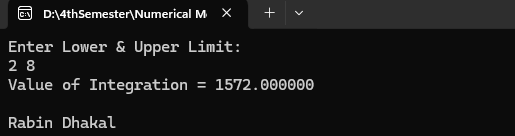 D:\4thSemester\Numerical M
Enter Lower & Upper Limit:
2 8
Value of Integration = 1572.000000
Rabin Dhakal